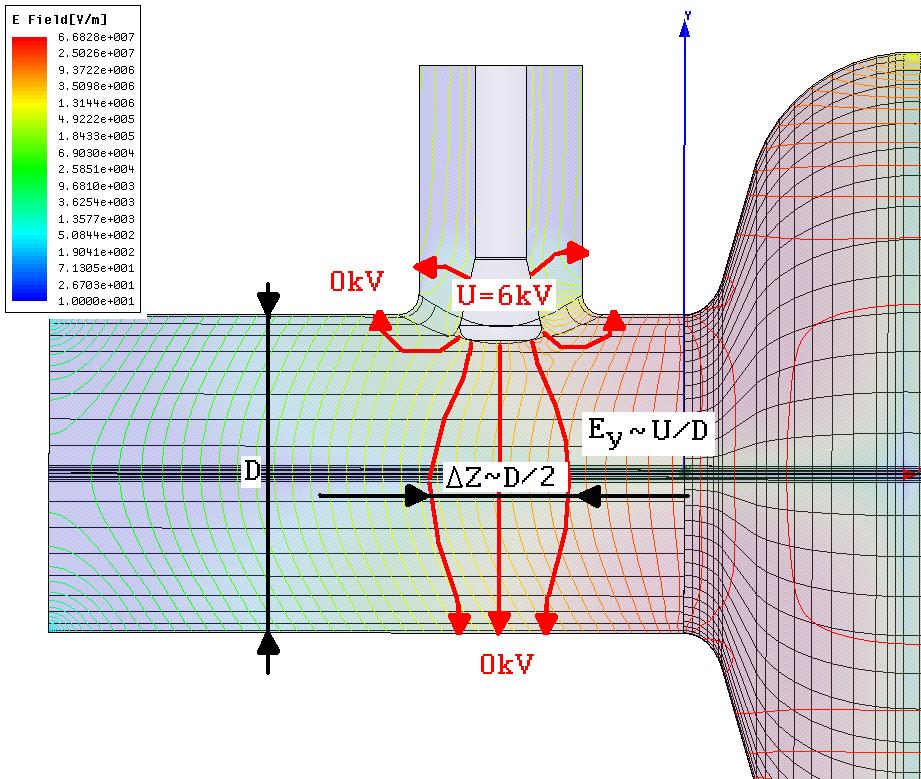 E Field[V/m]
6.6828e+007
2.5026e+007
9.3722e+006
3.5098e+006
1.3144e+006
4.9222e+005
1.8433e+005
6.9030e+004
2.5851e+004
9.6810e+003
3.6254e+003
1.3577e+003
5.0844e+002
1.9041e+002
7.1305e+001
2.6703e+001
1.0000e+001
Y
0kV
U=6kV
Ey~U/D
D
ΔZ~D/2
0kV